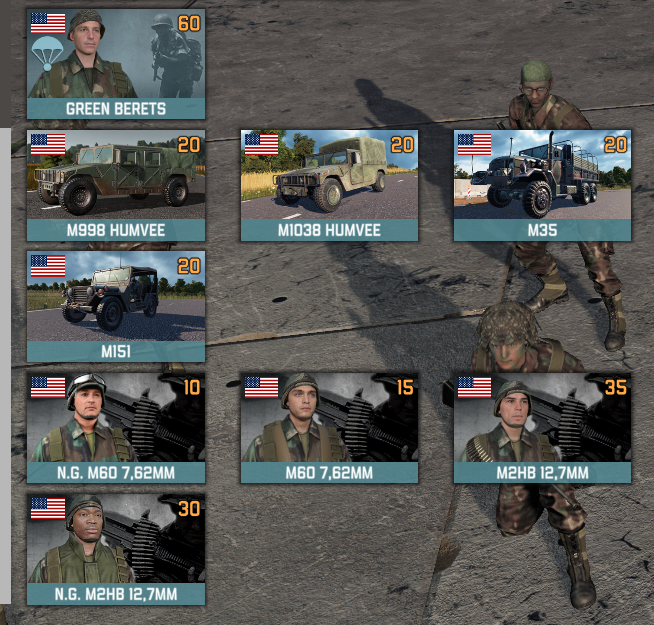 60
GREEN BERETS
20
M998 HUMVEE
20
M1038 HUMVEE
20
M35
20
M151
10
N.G. M60 7,62MM
15
M60 7,62MM
35
M2HB 12,7MM
30
N.G. M2HB 12,7MM